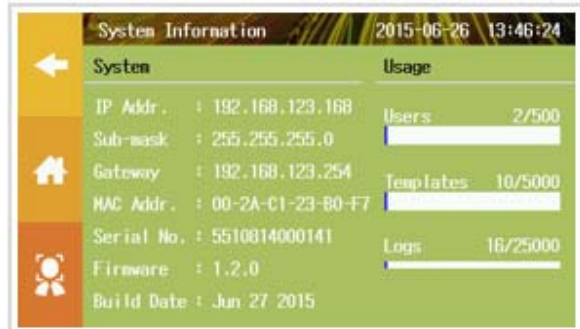 System Information 2015-06-26 13:46:24
System
IP Addr. : 192.168.123.168
Sub-mask : 255.255.255.0
Gateway : 192.168.123.254
MAC Addr. : 00-2A-C1-23-B0-F7
Serial No. : 5510814000141
Firmware : 1.2.0
Build Date : Jun 27 2015
Usage
Users 2/500
Templates 10/5000
Logs 16/25000